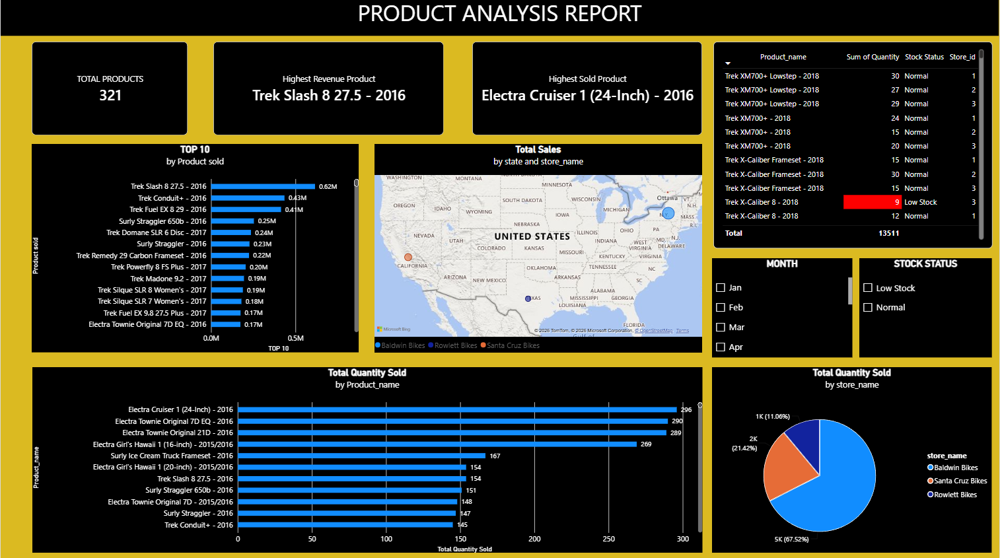 PRODUCT ANALYSIS REPORT
TOTAL PRODUCTS
321
Highest Revenue Product
Trek Slash 8 27.5 - 2016
Highest Sold Product
Electra Cruiser 1 (24-Inch) - 2016
Product_name Sum of Quantity Stock Status Store_id
Trek XM700+ Lowstep - 2018 30 Normal 1
Trek XM700+ Lowstep - 2018 27 Normal 2
Trek XM700+ Lowstep - 2018 29 Normal 3
Trek XM700+ - 2018 24 Normal 1
Trek XM700+ - 2018 15 Normal 2
Trek XM700+ - 2018 20 Normal 3
Trek X-Caliber Frameset - 2018 15 Normal 1
Trek X-Caliber Frameset - 2018 30 Normal 2
Trek X-Caliber Frameset - 2018 15 Normal 3
Trek X-Caliber 8 - 2018 9 Low Stock 3
Trek X-Caliber 8 - 2018 12 Normal 1
Total 13511
TOP 10
by Product sold
Product sold
Trek Slash 8 27.5 - 2016 0.62M
Trek Conduit+ - 2016 0.43M
Trek Fuel EX 8 29 - 2016 0.41M
Surly Straggler 650b - 2016 0.25M
Trek Domane SLR 6 Disc - 2017 0.24M
Surly Straggler - 2016 0.23M
Trek Remedy 29 Carbon Frameset - 2016 0.22M
Trek Powerfly 8 FS Plus - 2017 0.20M
Trek Madone 9.2 - 2017 0.19M
Trek Silque SLR 8 Women's - 2017 0.19M
Trek Silque SLR 7 Women's - 2017 0.18M
Trek Fuel EX 9.8 27.5 Plus - 2017 0.17M
Electra Townie Original 7D EQ - 2016 0.17M
0.0M 0.5M
TOP 10
Total Sales
by state and store_name
WASHINGTON
MONTANA
NORTH DAKOTA
MINNESOTA
Ottawa
VT.
N.H.
OREGON
IDAHO
WYOMING
SOUTH DAKOTA
WISCONSIN
MICHIGAN
NY
MASS.
R.I.
IOWA
NEBRASKA
NEVADA
UTAH
UNITED STATES
ILLINOIS
INDIANA
OHIO
PA
N.J.
MD.
DELAWARE
COLORADO
KANSAS
MISSOURI
WEST
VIRGINIA
KENTUCKY
VIRGINIA
CALIFORNIA
ARIZONA
NEW MEXICO
OKLAHOMA
ARKANSAS
TENNESSEE
NC
SC
ALABAMA
TEXAS
MISSISSIPPI
GEORGIA
LOUISIANA
FLORIDA
Gulf of
Microsoft Bing
© 2026 TomTom, © 2026 Microsoft Corporation, © OpenStreetMap Terms
Baldwin Bikes Rowlett Bikes Santa Cruz Bikes
MONTH
Jan
Feb
Mar
Apr
STOCK STATUS
Low Stock
Normal
Total Quantity Sold
by Product_name
Product_name
Electra Cruiser 1 (24-Inch) - 2016 296
Electra Townie Original 7D EQ - 2016 290
Electra Townie Original 21D - 2016 289
Electra Girl's Hawaii 1 (16-inch) - 2015/2016 269
Surly Ice Cream Truck Frameset - 2016 167
Electra Girl's Hawaii 1 (20-inch) - 2015/2016 154
Trek Slash 8 27.5 - 2016 154
Surly Straggler 650b - 2016 151
Electra Townie Original 7D - 2015/2016 148
Surly Straggler - 2016 147
Trek Conduit+ - 2016 145
0 50 100 150 200 250 300
Total Quantity Sold
Total Quantity Sold
by store_name
1K (11.06%)
2K
(21.42%)
5K (67.52%)
store_name
Baldwin Bikes
Santa Cruz Bikes
Rowlett Bikes